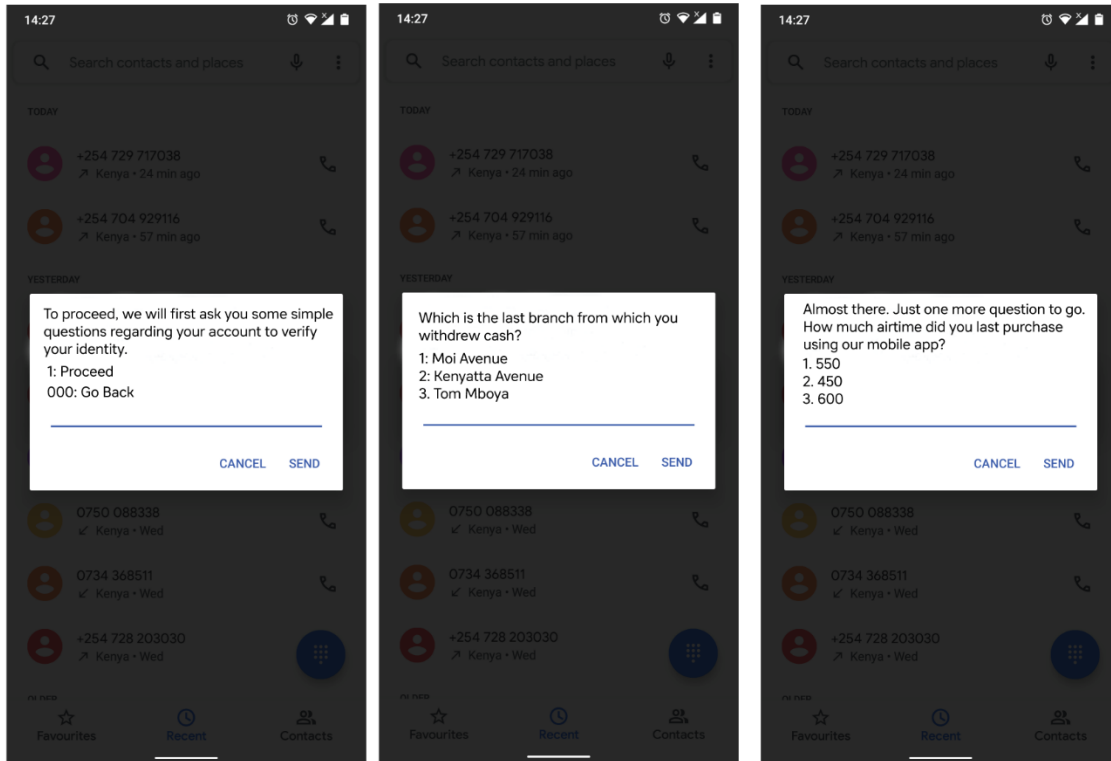 14:27
Search contacts and places
TODAY
+254 729 717038
Kenya • 24 min ago
+254 704 929116
Kenya • 57 min ago
YESTERDAY
To proceed, we will first ask you some simple
questions regarding your account to verify
your identity.
1: Proceed
000: Go Back
CANCEL SEND
0750 088338
Kenya • Wed
0734 368511
Kenya • Wed
+254 728 203030
Kenya • Wed
OLDER
Favourites Recent Contacts
14:27
Search contacts and places
TODAY
+254 729 717038
Kenya • 24 min ago
+254 704 929116
Kenya • 57 min ago
YESTERDAY
Which is the last branch from which you
withdrew cash?
1: Moi Avenue
2: Kenyatta Avenue
3. Tom Mboya
CANCEL SEND
0750 088338
Kenya • Wed
0734 368511
Kenya • Wed
+254 728 203030
Kenya • Wed
OLDER
Favourites Recent Contacts
14:27
Search contacts and places
TODAY
+254 729 717038
Kenya • 24 min ago
+254 704 929116
Kenya • 57 min ago
YESTERDAY
Almost there. Just one more question to go.
How much airtime did you last purchase
using our mobile app?
1. 550
2. 450
3. 600
CANCEL SEND
0750 088338
Kenya • Wed
0734 368511
Kenya • Wed
+254 728 203030
Kenya • Wed
OLDER
Favourites Recent Contacts